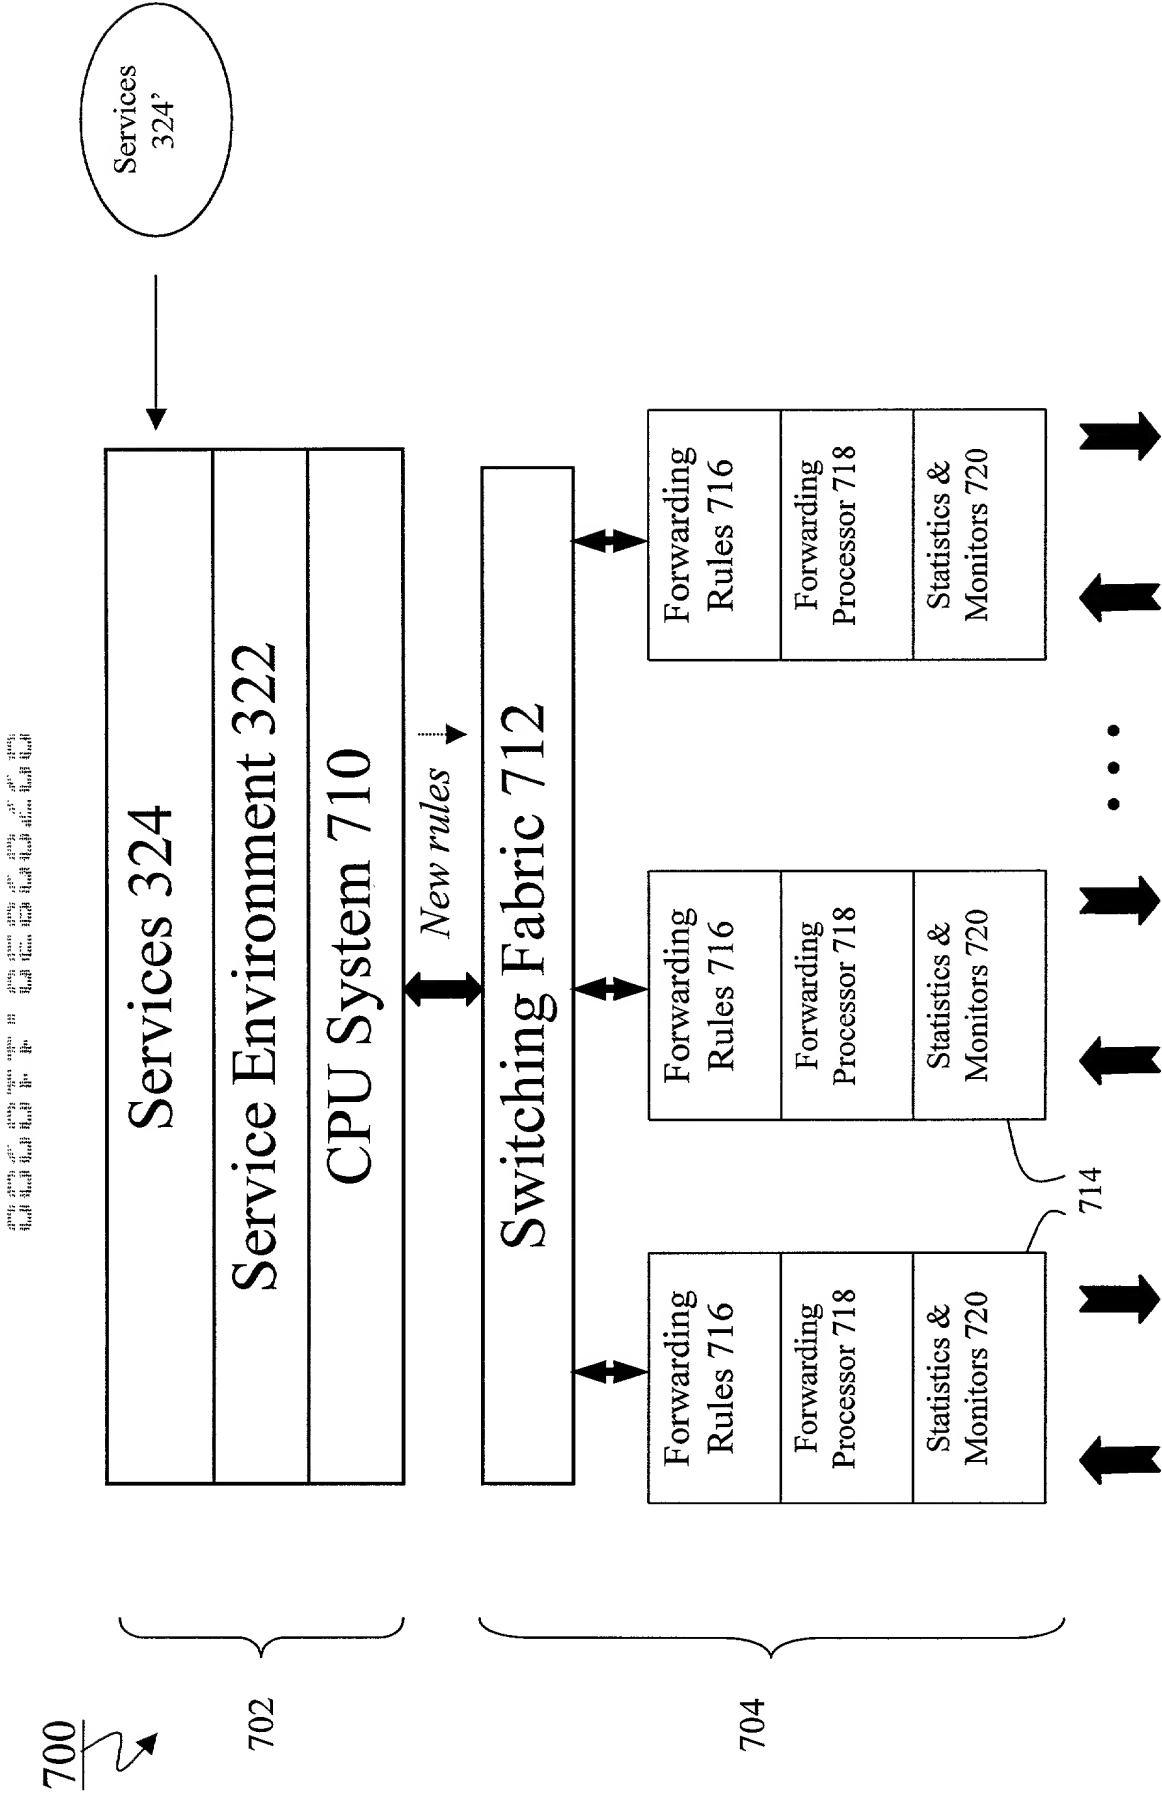 700
702
704
Services 324
Service Environment 322
CPU System 710
Services
324'
New rules
Switching Fabric 712
Forwarding
Rules 716
Forwarding
Processor 718
Statistics &
Monitors 720
Forwarding
Rules 716
Forwarding
Processor 718
Statistics &
Monitors 720
Forwarding
Rules 716
Forwarding
Processor 718
Statistics &
Monitors 720
714